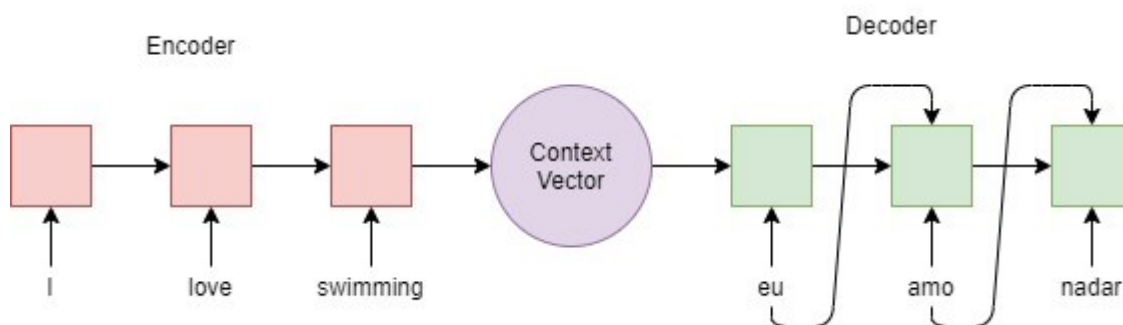 Encoder
Decoder
Context
Vector
I
love
swimming
eu
amo
nadar